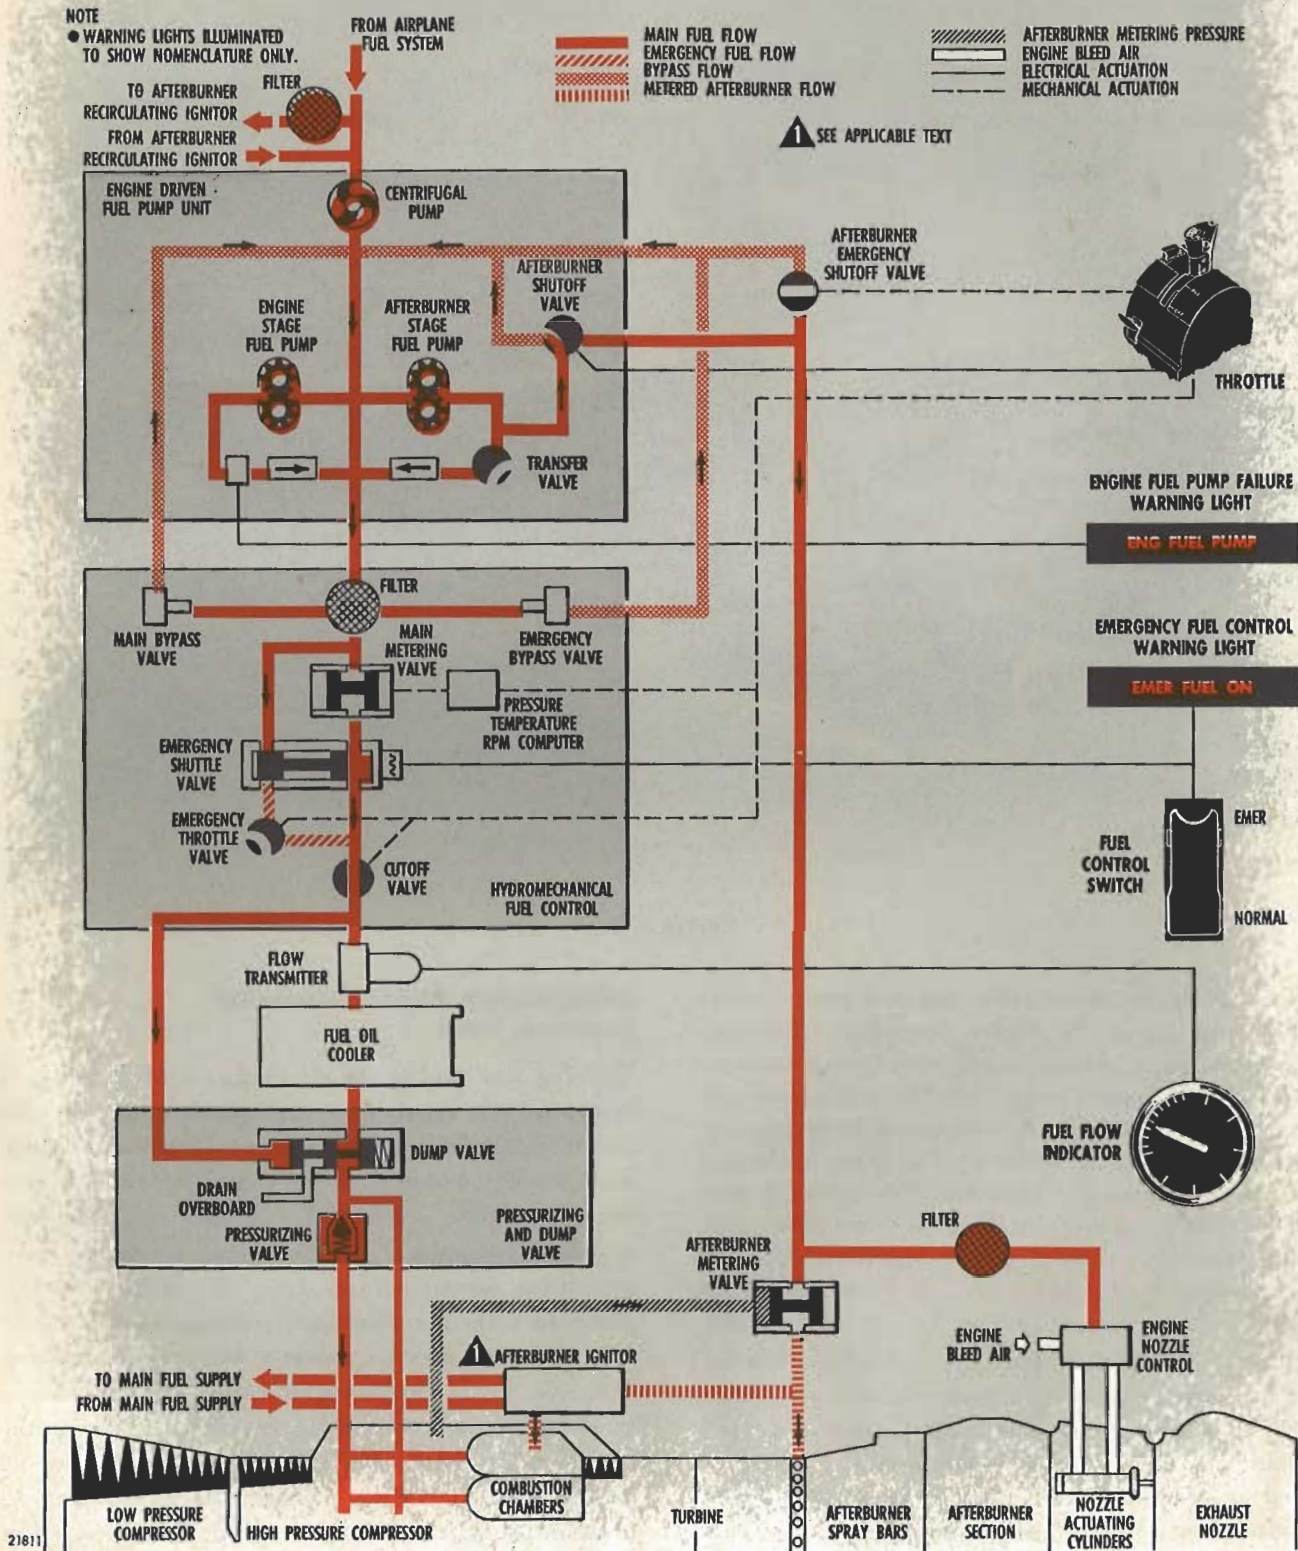 NOTE
● WARNING LIGHTS ILLUMINATED
TO SHOW NOMENCLATURE ONLY.
FROM AIRPLANE
FUEL SYSTEM
MAIN FUEL FLOW
EMERGENCY FUEL FLOW
BYPASS FLOW
METERED AFTERBURNER FLOW
AFTERBURNER METERING PRESSURE
ENGINE BLEED AIR
ELECTRICAL ACTUATION
MECHANICAL ACTUATION
1 SEE APPLICABLE TEXT
FILTER
TO AFTERBURNER
RECIRCULATING IGNITOR
FROM AFTERBURNER
RECIRCULATING IGNITOR
ENGINE DRIVEN
FUEL PUMP UNIT
CENTRIFUGAL
PUMP
AFTERBURNER
EMERGENCY
SHUTOFF VALVE
AFTERBURNER
SHUTOFF
VALVE
ENGINE
STAGE
FUEL PUMP
AFTERBURNER
STAGE
FUEL PUMP
THROTTLE
TRANSFER
VALVE
ENGINE FUEL PUMP FAILURE
WARNING LIGHT
ENG FUEL PUMP
FILTER
MAIN BYPASS
VALVE
MAIN
METERING
VALVE
EMERGENCY
BYPASS VALVE
EMERGENCY FUEL CONTROL
WARNING LIGHT
EMER FUEL ON
PRESSURE
TEMPERATURE
RPM COMPUTER
EMERGENCY
SHUTTLE
VALVE
EMERGENCY
THROTTLE
VALVE
CUTOFF
VALVE
HYDROMECHANICAL
FUEL CONTROL
FUEL
CONTROL
SWITCH
EMER
NORMAL
FLOW
TRANSMITTER
FUEL OIL
COOLER
FUEL FLOW
INDICATOR
DUMP VALVE
DRAIN
OVERBOARD
PRESSURIZING
VALVE
PRESSURIZING
AND DUMP
VALVE
FILTER
AFTERBURNER
METERING
VALVE
ENGINE
BLEED AIR
ENGINE
NOZZLE
CONTROL
1 AFTERBURNER IGNITOR
TO MAIN FUEL SUPPLY
FROM MAIN FUEL SUPPLY
COMBUSTION
CHAMBERS
LOW PRESSURE
COMPRESSOR
HIGH PRESSURE COMPRESSOR
TURBINE
AFTERBURNER
SPRAY BARS
AFTERBURNER
SECTION
NOZZLE
ACTUATING
CYLINDERS
EXHAUST
NOZZLE
21811